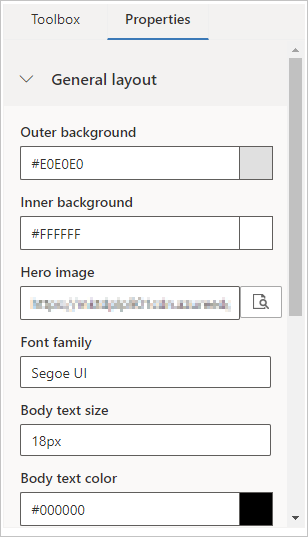 Toolbox Properties
General layout
Outer background
#E0E0E0
Inner background
#FFFFFF
Hero image
Font family
Segoe UI
Body text size
18px
Body text color
#000000